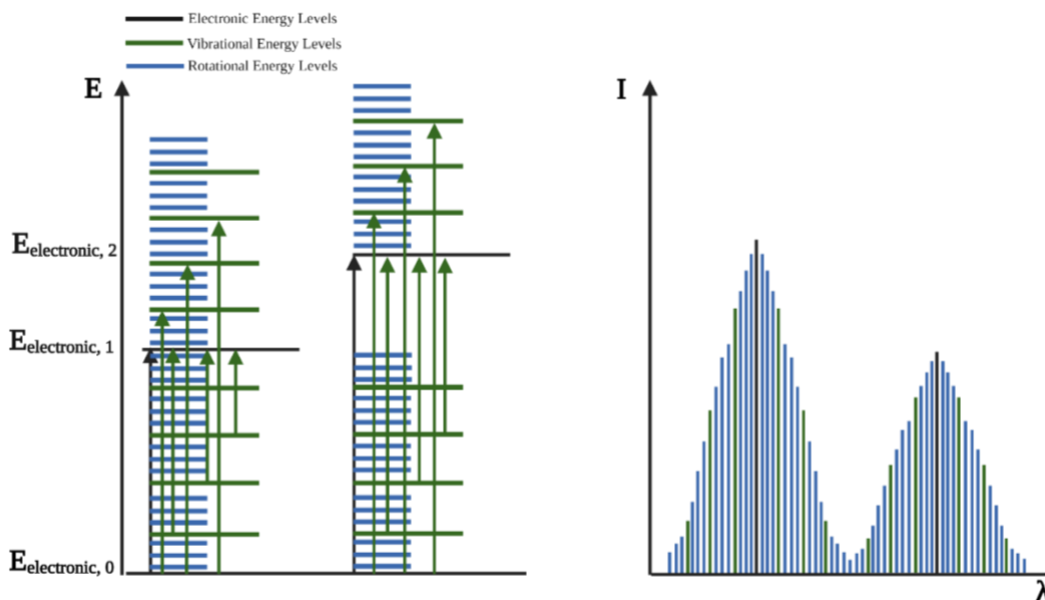 Electronic Energy Levels
Vibrational Energy Levels
Rotational Energy Levels
E
I
Eelectronic, 2
Eelectronic, 1
Eelectronic, 0
λ